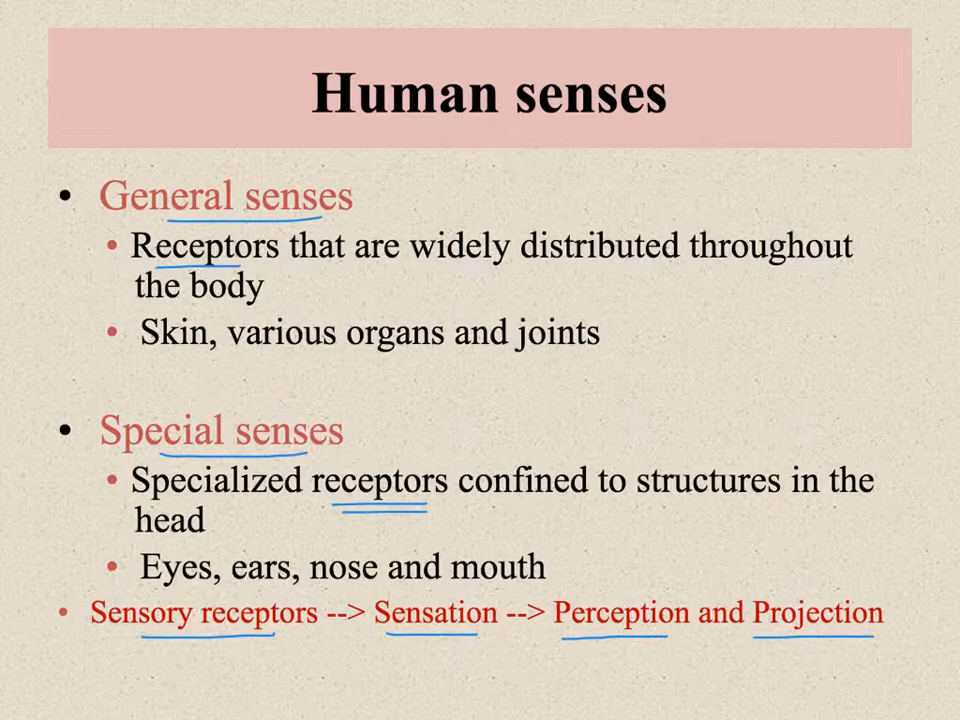 Human senses
• General senses
• Receptors that are widely distributed throughout
the body
• Skin, various organs and joints
• Special senses
• Specialized receptors confined to structures in the
head
• Eyes, ears, nose and mouth
• Sensory receptors --> Sensation --> Perception and Projection